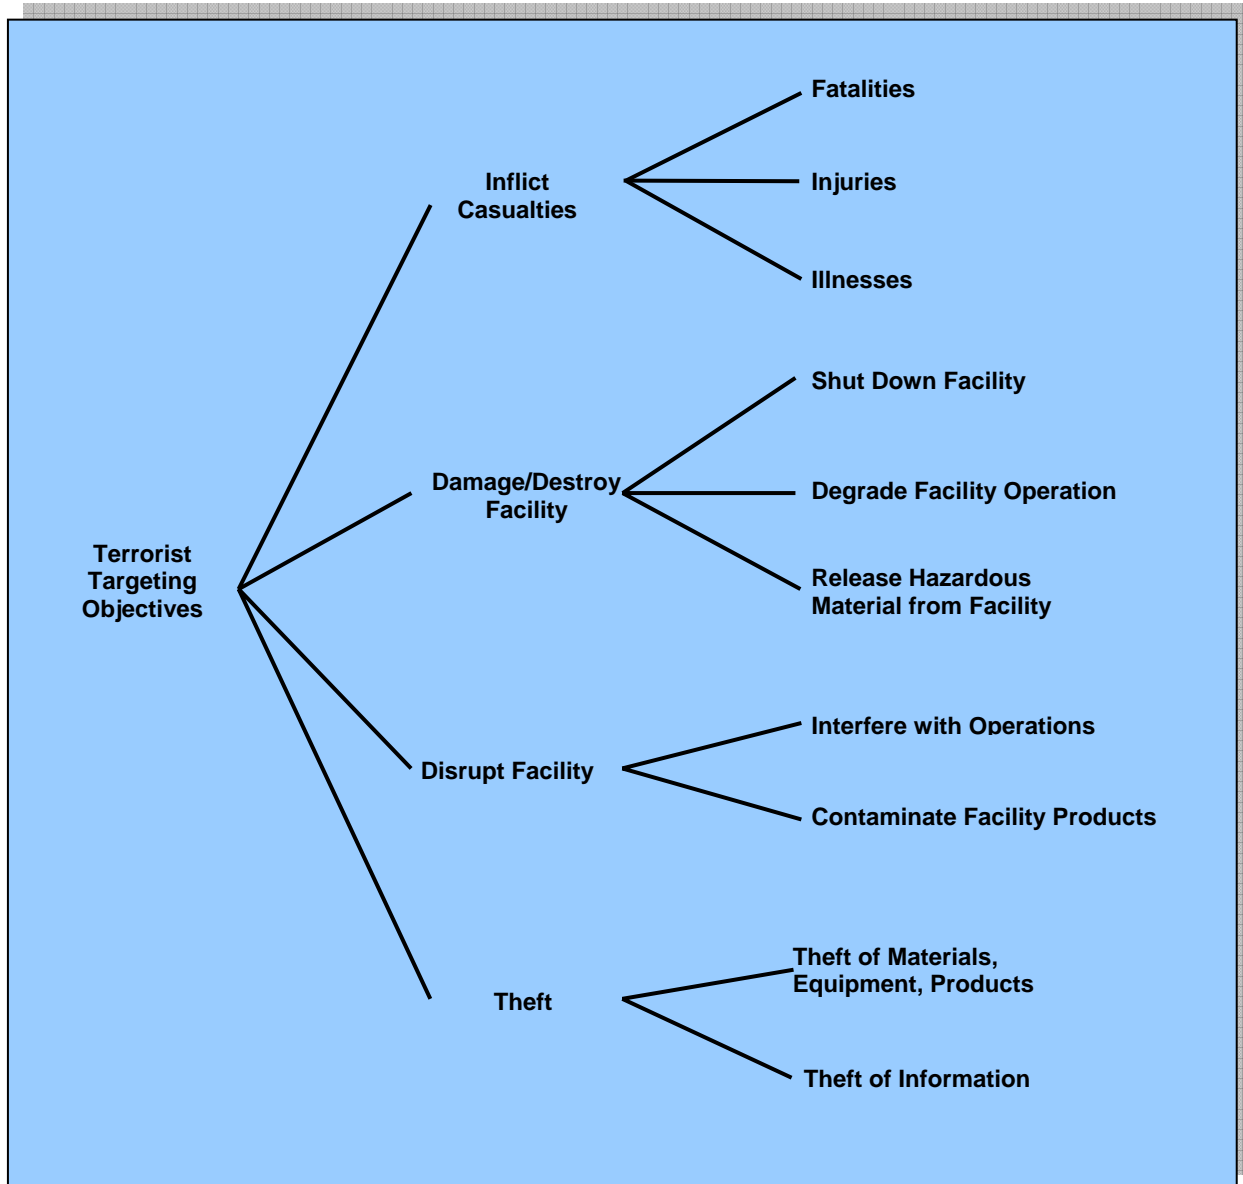 Terrorist
Targeting
Objectives
Inflict
Casualties
Fatalities
Injuries
Illnesses
Damage/Destroy
Facility
Shut Down Facility
Degrade Facility Operation
Release Hazardous
Material from Facility
Disrupt Facility
Interfere with Operations
Contaminate Facility Products
Theft
Theft of Materials,
Equipment, Products
Theft of Information